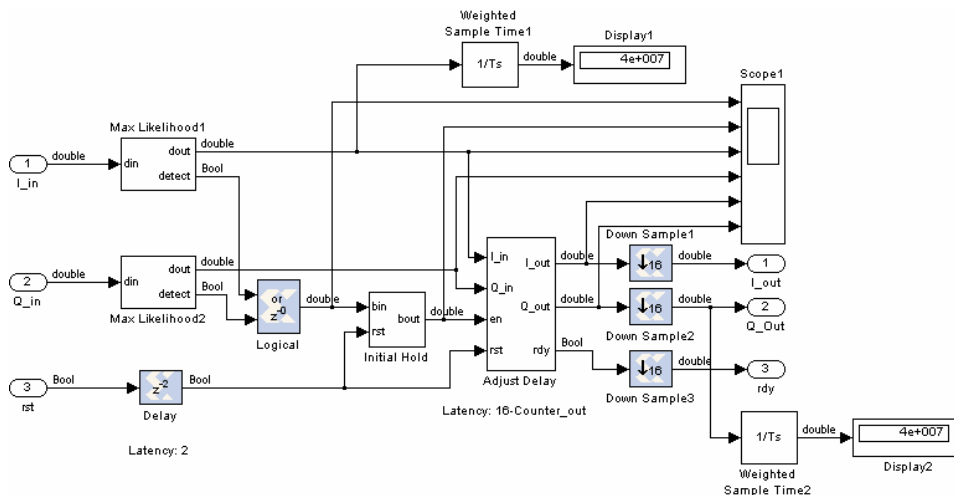 Weighted
Sample Time1
1/Ts
double
Display1
4e+007
Scope1
Max Likelihood1
1
I_in
double
din
dout
detect
double
Bool
2
Q_in
double
din
dout
detect
double
Bool
Max Likelihood2
or
z-0
Logical
double
bin
rst
bout
Initial Hold
double
I_in
Q_in
en
rst
I_out
Q_out
rdy
Adjust Delay
double
double
Bool
Down Sample1
↓16
double
1
I_out
↓16
double
2
Q_Out
Down Sample2
↓16
double
3
rdy
Down Sample3
3
rst
Bool
z-2
Bool
Delay
Latency: 2
Latency: 16-Counter_out
1/Ts
double
4e+007
Display2
Weighted
Sample Time2